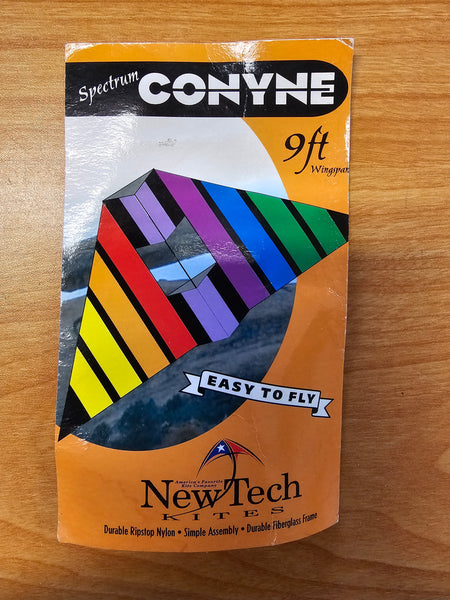 Spectrum CONYNE
9ft
Wingspan
EASY TO FLY
America's Favorite
Kite Company
NewTech
KITES
Durable Ripstop Nylon • Simple Assembly • Durable Fiberglass Frame